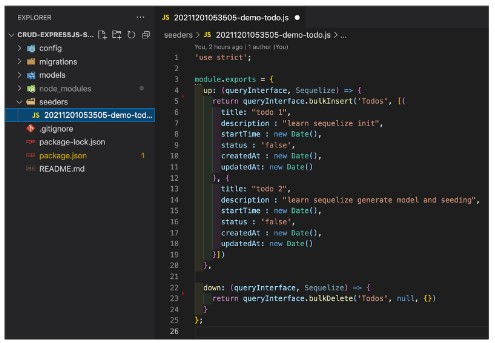 EXPLORER
CRUD-EXPRESSJS-S...
config
migrations
models
node_modules
seeders
JS 20211201053505-demo-tod...
.gitignore
package-lock.json
package.json 1
README.md
JS 20211201053505-demo-todo.js
seeders > JS 20211201053505-demo-todo.js > ...
You, 2 hours ago | 1 author (You)
1 'use strict';
2
3 module.exports = {
4 up: (queryInterface, Sequelize) => {
5 return queryInterface.bulkInsert('Todos', [{
6 title: "todo 1",
7 description : "learn sequelize init",
8 startTime : new Date(),
9 status : 'false',
10 createdAt : new Date(),
11 updatedAt: new Date()
12 }, {
13 title: "todo 2",
14 description : "learn sequelize generate model and seeding",
15 startTime : new Date(),
16 status : 'false',
17 createdAt : new Date(),
18 updatedAt: new Date()
19 }])
20 },
21
22 down: (queryInterface, Sequelize) => {
23 return queryInterface.bulkDelete('Todos', null, {})
24 }
25 };
26